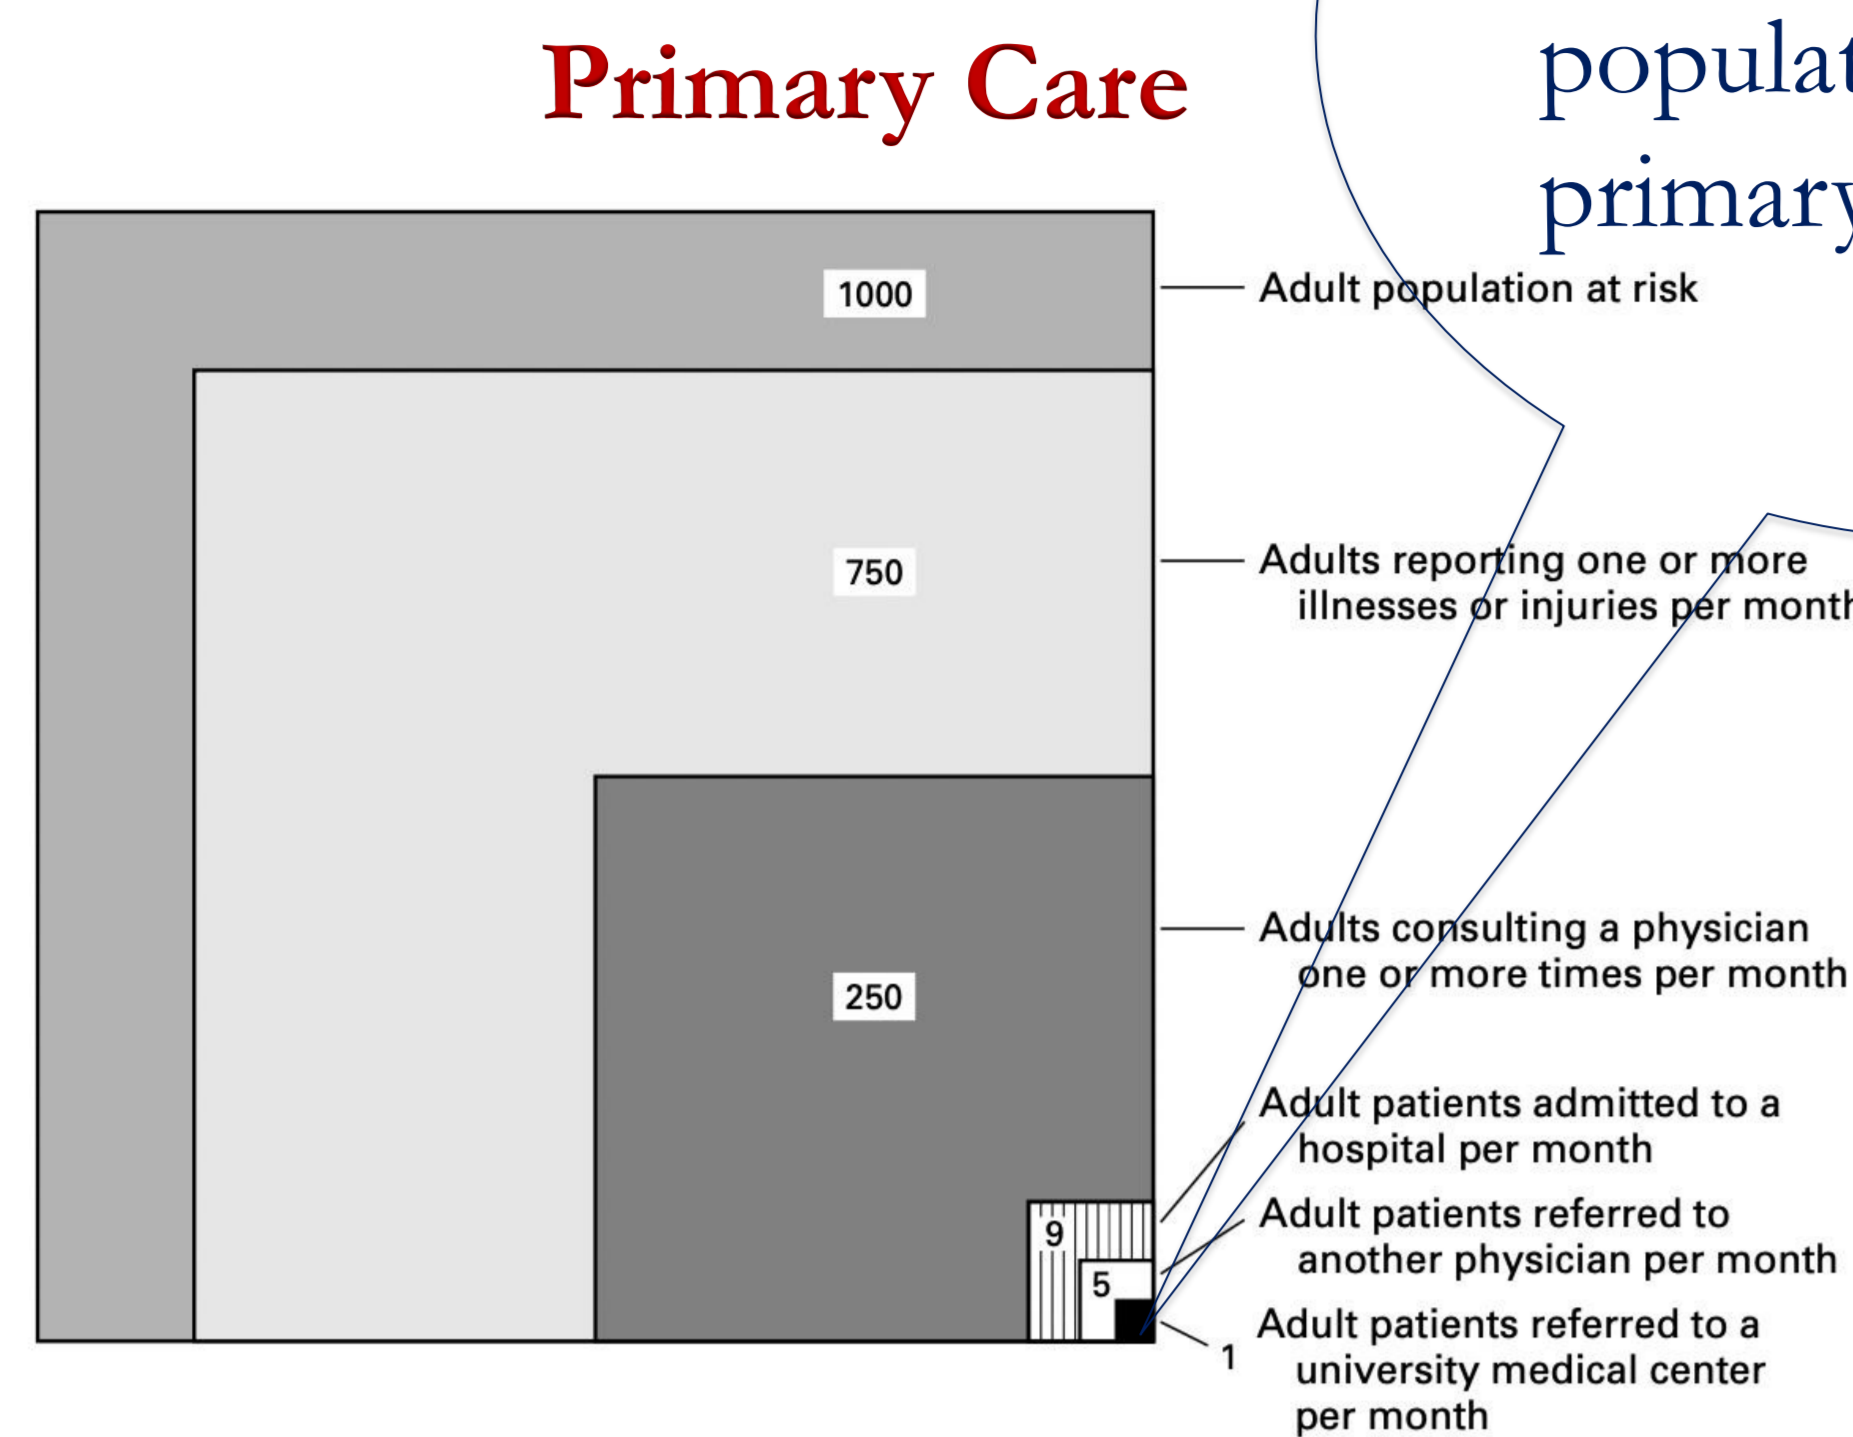 Primary Care
populat
primary
1000
Adult population at risk
750
Adults reporting one or more
illnesses or injuries per month
250
Adults consulting a physician
one or more times per month
9
Adult patients admitted to a
hospital per month
5
Adult patients referred to
another physician per month
1
Adult patients referred to a
university medical center
per month